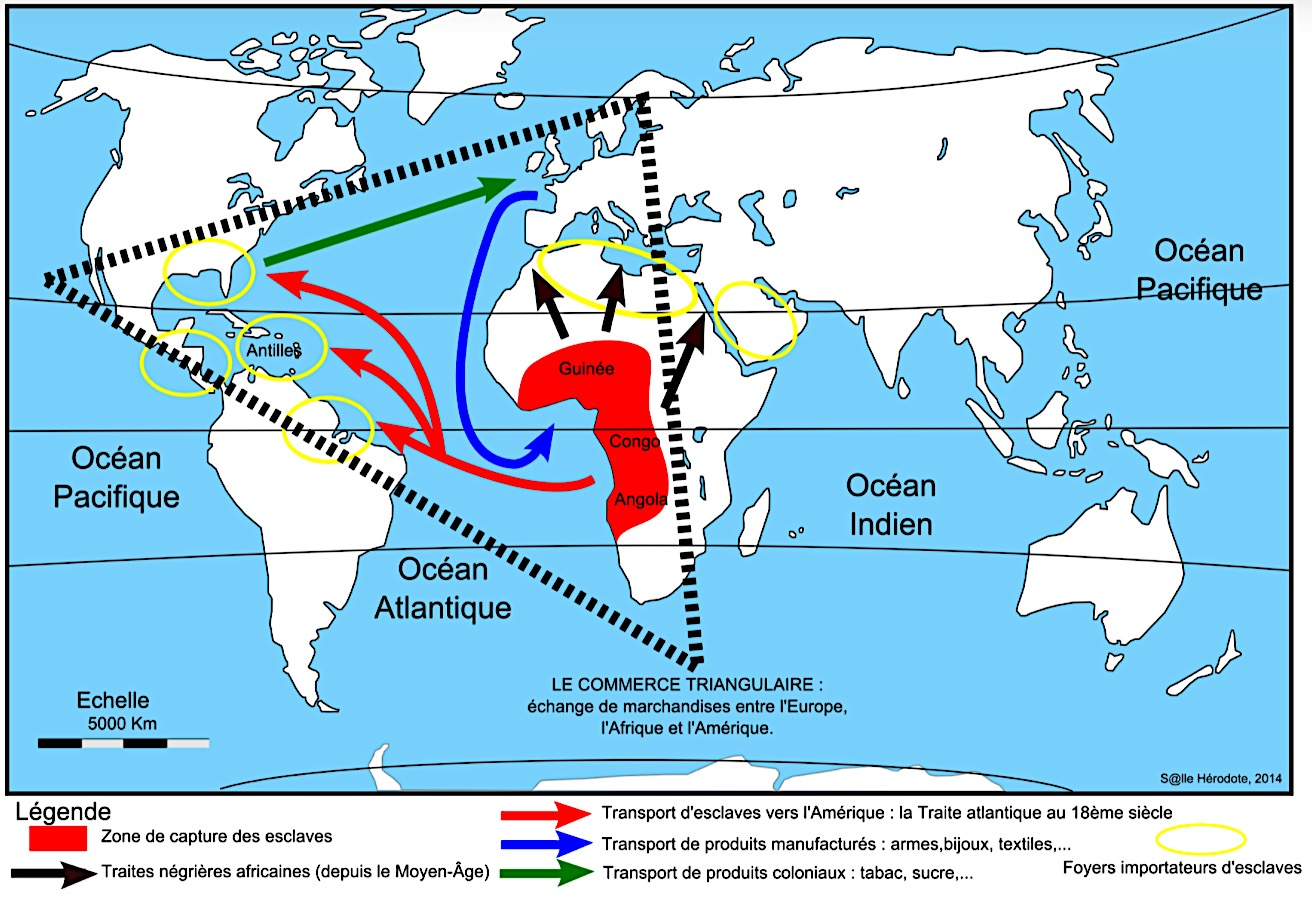 Océan
Pacifique
Antilles
Guinée
Congo
Angola
Océan
Pacifique
Océan
Indien
Océan
Atlantique
LE COMMERCE TRIANGULAIRE :
échange de marchandises entre l'Europe,
l'Afrique et l'Amérique.
Echelle
5000 Km
S@lle Hérodote, 2014
Légende
Zone de capture des esclaves
Traites négrières africaines (depuis le Moyen-Âge)
Transport d'esclaves vers l'Amérique : la Traite atlantique au 18ème siècle
Transport de produits manufacturés : armes,bijoux, textiles,...
Transport de produits coloniaux : tabac, sucre,...
Foyers importateurs d'esclaves